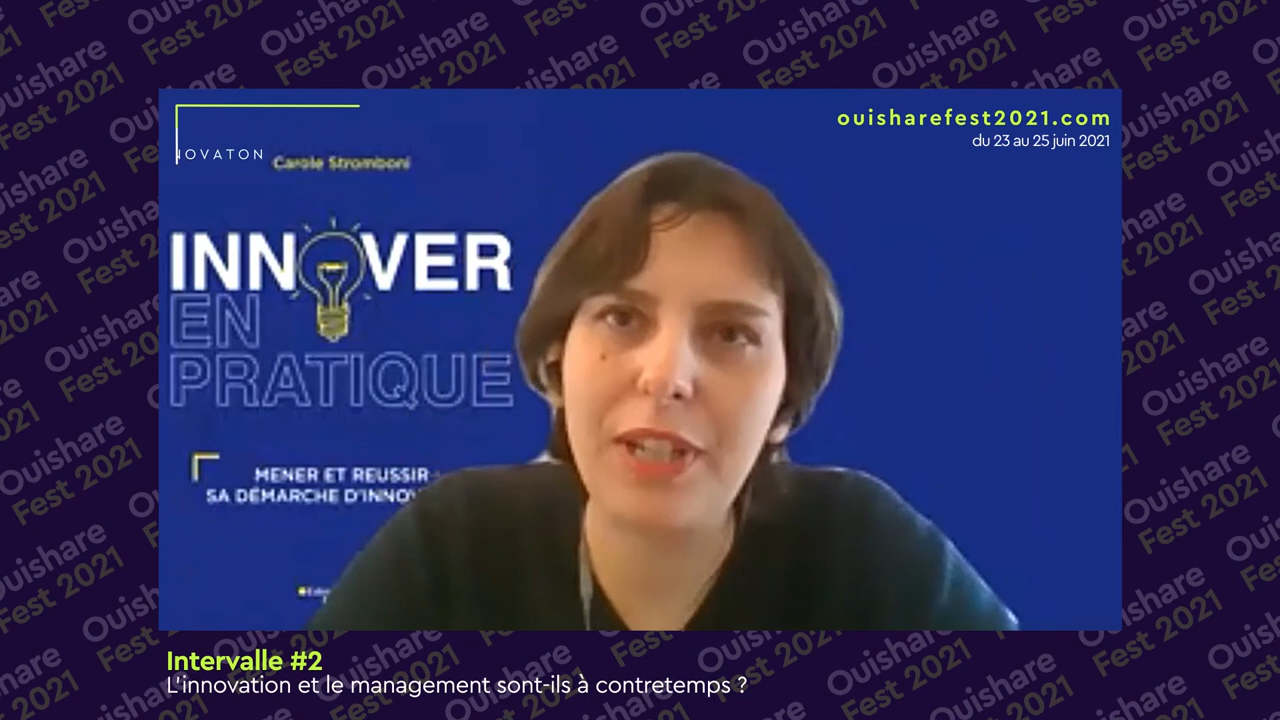 ouisharefest2021.com
du 23 au 25 juin 2021
NOVATON
Carole Stromboni
INNOVER
EN
PRATIQUE
MENER ET REUSSIR
SA DÉMARCHE D'INNOV
Intervalle #2
L'innovation et le management sont-ils à contretemps ?
Ouishare
Fest 2021